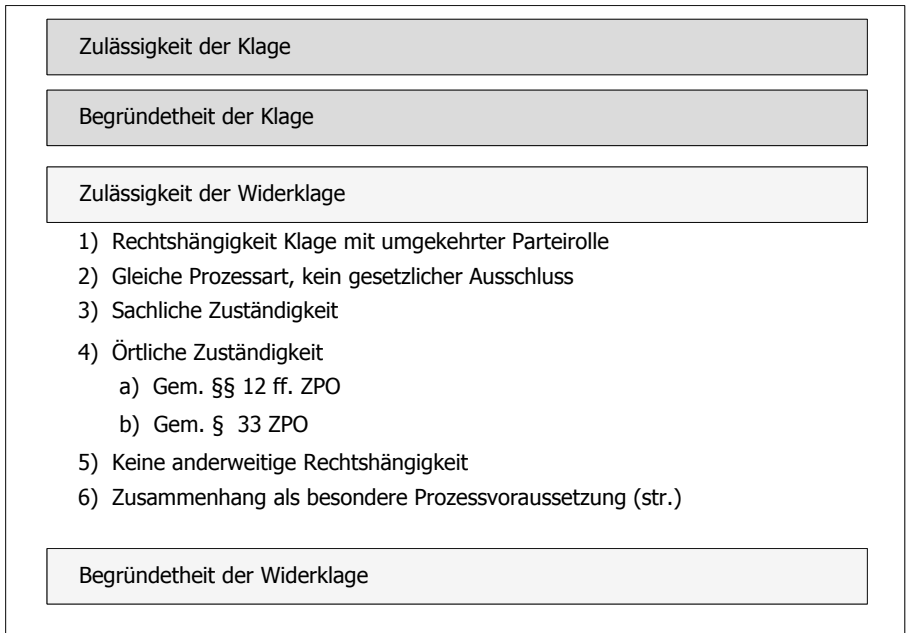 Zulässigkeit der Klage
Begründetheit der Klage
Zulässigkeit der Widerklage
1) Rechtshängigkeit Klage mit umgekehrter Parteirolle
2) Gleiche Prozessart, kein gesetzlicher Ausschluss
3) Sachliche Zuständigkeit
4) Örtliche Zuständigkeit
a) Gem. §§ 12 ff. ZPO
b) Gem. § 33 ZPO
5) Keine anderweitige Rechtshängigkeit
6) Zusammenhang als besondere Prozessvoraussetzung (str.)
Begründetheit der Widerklage